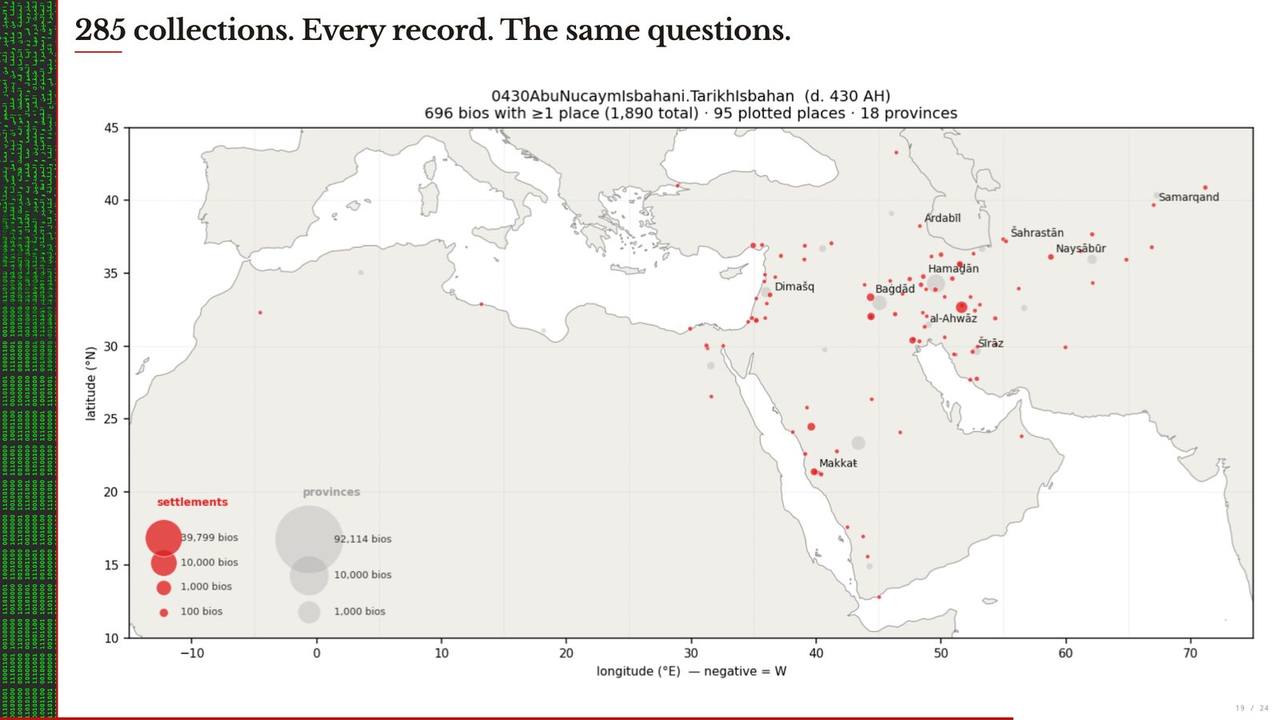 285 collections. Every record. The same questions.
0430AbuNucaymIsbahani.TarikhIsbahan (d. 430 AH)
696 bios with ≥1 place (1,890 total) · 95 plotted places · 18 provinces
45
40
35
30
25
20
15
10
latitude (°N)
Samarqand
Ardabīl
Šahrastān
Naysābūr
Hamaḏān
Dimašq
Baġdād
al-Ahwāz
Šīrāz
Makkaŧ
settlements
39,799 bios
10,000 bios
1,000 bios
100 bios
provinces
92,114 bios
10,000 bios
1,000 bios
−10 0 10 20 30 40 50 60 70
longitude (°E) — negative = W
19 / 24